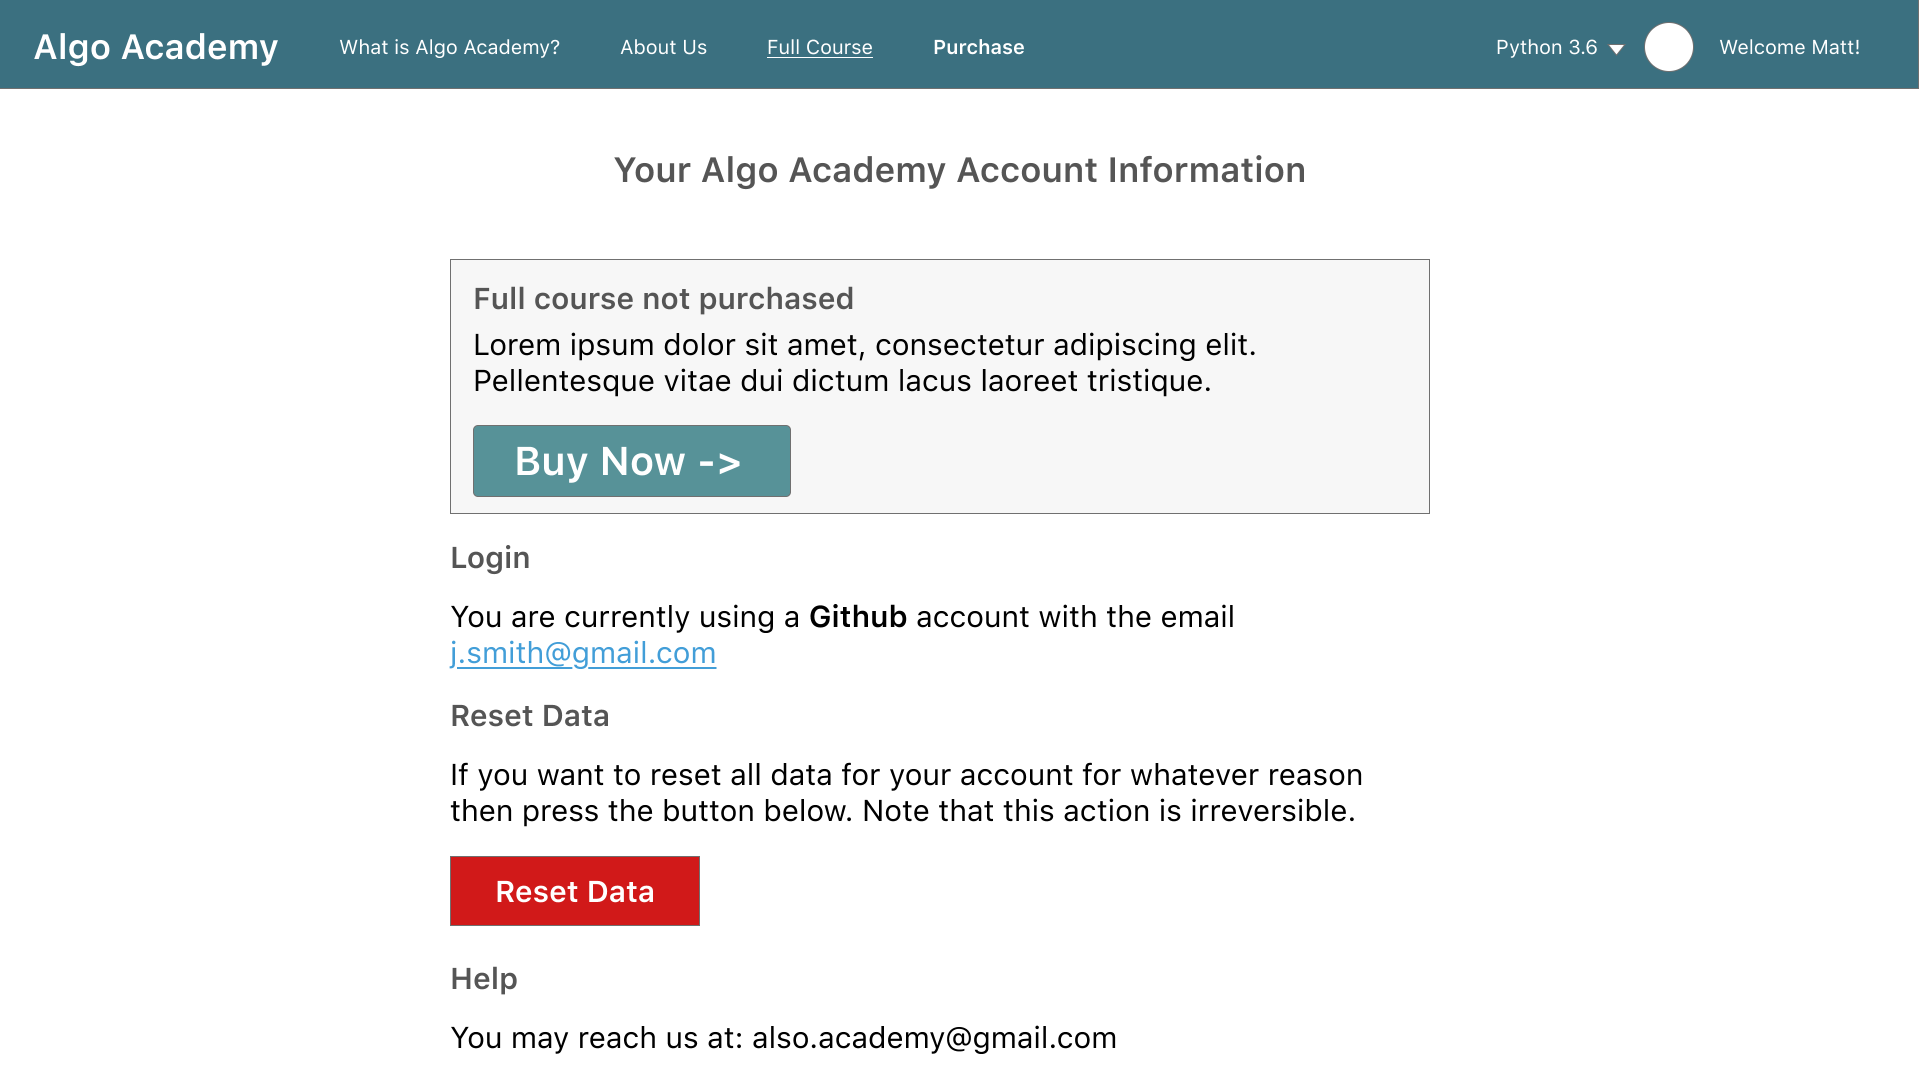 Algo Academy
What is Algo Academy?
About Us
Full Course
Purchase
Python 3.6
Welcome Matt!
Your Algo Academy Account Information
Full course not purchased
Lorem ipsum dolor sit amet, consectetur adipiscing elit.
Pellentesque vitae dui dictum lacus laoreet tristique.
Buy Now ->
Login
You are currently using a Github account with the email
j.smith@gmail.com
Reset Data
If you want to reset all data for your account for whatever reason
then press the button below. Note that this action is irreversible.
Reset Data
Help
You may reach us at: also.academy@gmail.com